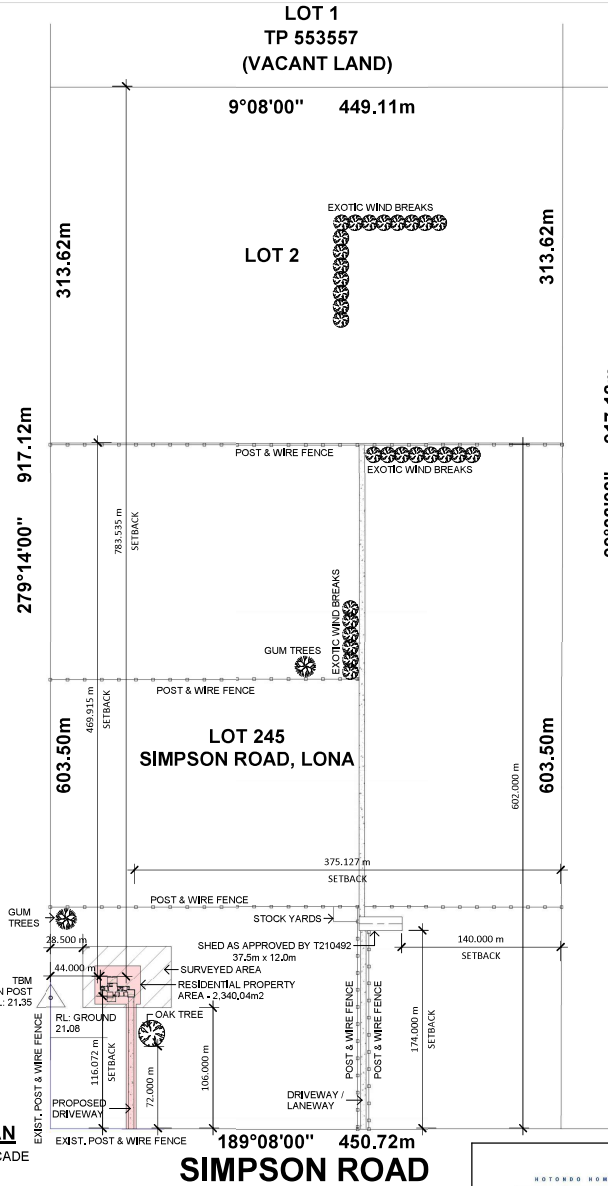 LOT 1
TP 553557
(VACANT LAND)
9°08'00" 449.11m
EXOTIC WIND BREAKS
LOT 2
313.62m
313.62m
917.12m
279°14'00"
POST & WIRE FENCE
EXOTIC WIND BREAKS
783.535 m
SETBACK
EXOTIC WIND BREAKS
GUM TREES
POST & WIRE FENCE
469.915 m
SETBACK
LOT 245
SIMPSON ROAD, LONA
603.50m
603.50m
602.000 m
375.127 m
SETBACK
POST & WIRE FENCE
GUM
TREES
STOCK YARDS
28.500 m
SHED AS APPROVED BY T210492
37.5m x 12.0m
140.000 m
SETBACK
44.000 m
SURVEYED AREA
RESIDENTIAL PROPERTY
AREA - 2,340.04m2
TBM
N POST
L: 21.35
RL: GROUND
21.08
OAK TREE
EXIST. POST & WIRE FENCE
116.072 m
SETBACK
72.000 m
106.000 m
POST & WIRE FENCE
POST & WIRE FENCE
174.000 m
SETBACK
PROPOSED
DRIVEWAY
DRIVEWAY /
LANEWAY
AN
CADE
EXIST. POST & WIRE FENCE
189°08'00" 450.72m
SIMPSON ROAD
HOTONDO HOM